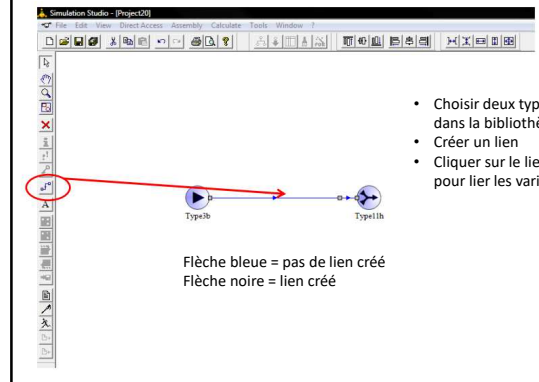 Simulation Studio - [Project20]
File Edit View Direct Access Assembly Calculate Tools Window ?
• Choisir deux typ
dans la bibliothè
• Créer un lien
• Cliquer sur le lie
pour lier les vari
A
Type3b
Type11h
Flèche bleue = pas de lien créé
Flèche noire = lien créé